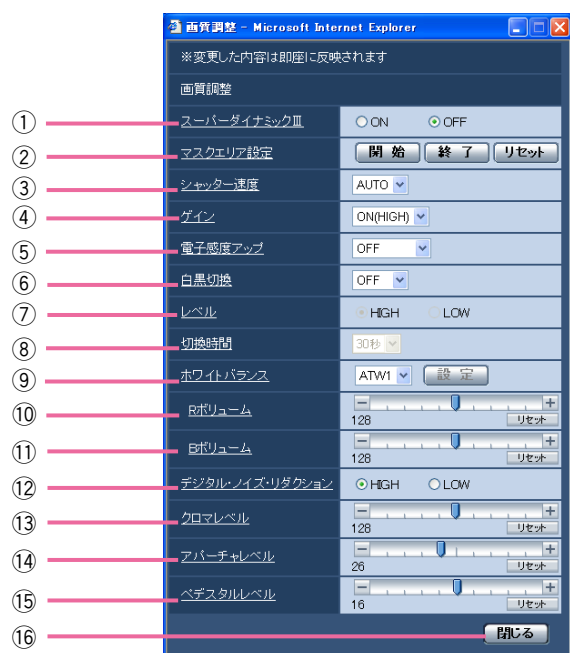 画質調整 - Microsoft Internet Explorer
※変更した内容は即座に反映されます
画質調整
① スーパーダイナミックⅢ ON OFF
② マスクエリア設定 開始 終了 リセット
③ シャッター速度 AUTO
④ ゲイン ON(HIGH)
⑤ 電子感度アップ OFF
⑥ 白黒切換 OFF
⑦ レベル HIGH LOW
⑧ 切換時間 30秒
⑨ ホワイトバランス ATW1 設定
⑩ Rボリューム - +
128 リセット
⑪ Bボリューム - +
128 リセット
⑫ デジタル・ノイズ・リダクション HIGH LOW
⑬ クロマレベル - +
128 リセット
⑭ アパーチャレベル - +
26 リセット
⑮ ペデスタルレベル - +
16 リセット
⑯ 閉じる